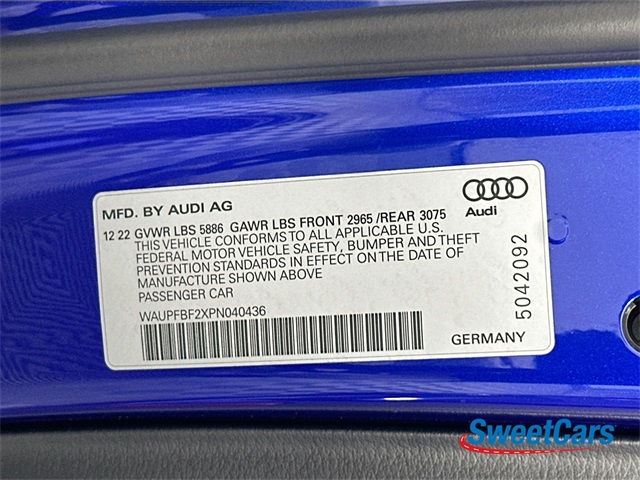 MFD. BY AUDI AG
Audi
12 22 GVWR LBS 5886 GAWR LBS FRONT 2965 /REAR 3075
THIS VEHICLE CONFORMS TO ALL APPLICABLE U.S.
FEDERAL MOTOR VEHICLE SAFETY, BUMPER AND THEFT
PREVENTION STANDARDS IN EFFECT ON THE DATE OF
MANUFACTURE SHOWN ABOVE
PASSENGER CAR
WAUPFBF2XPN040436
GERMANY
5042092
SweetCars